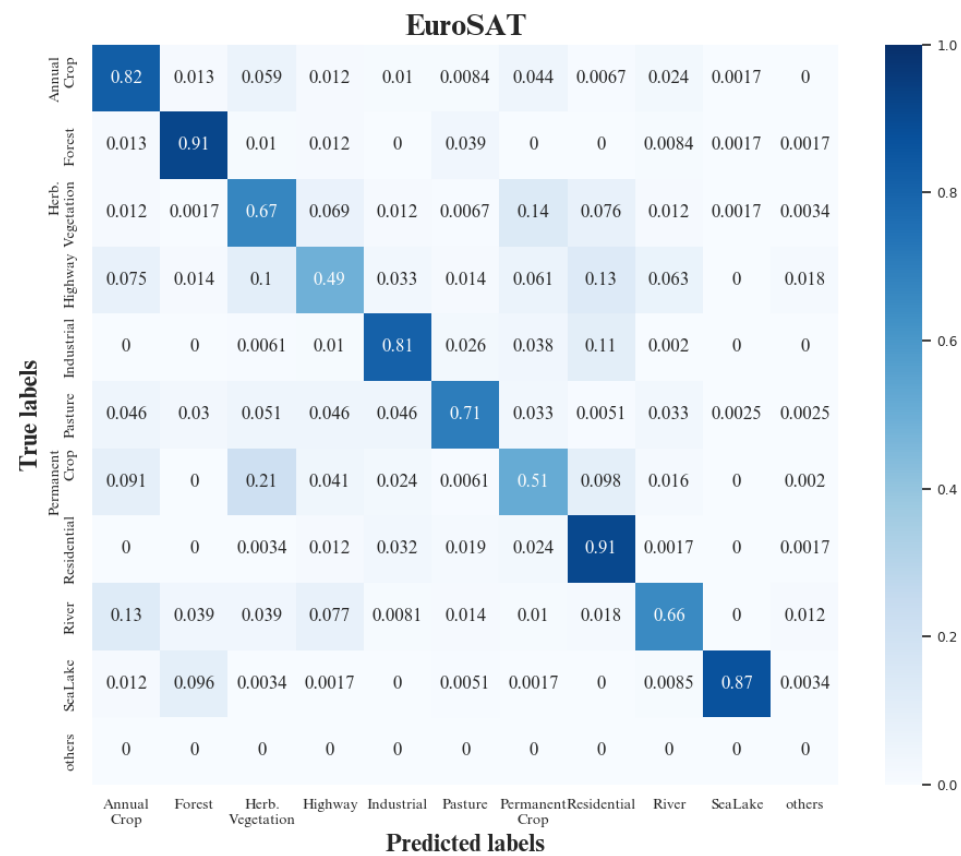 EuroSAT
Annual
Crop
0.82 0.013 0.059 0.012 0.01 0.0084 0.044 0.0067 0.024 0.0017 0
Forest
0.013 0.91 0.01 0.012 0 0.039 0 0 0.0084 0.0017 0.0017
Herb.
Vegetation
0.012 0.0017 0.67 0.069 0.012 0.0067 0.14 0.076 0.012 0.0017 0.0034
Highway
0.075 0.014 0.1 0.49 0.033 0.014 0.061 0.13 0.063 0 0.018
Industrial
0 0 0.0061 0.01 0.81 0.026 0.038 0.11 0.002 0 0
Pasture
0.046 0.03 0.051 0.046 0.046 0.71 0.033 0.0051 0.033 0.0025 0.0025
Permanent
Crop
0.091 0 0.21 0.041 0.024 0.0061 0.51 0.098 0.016 0 0.002
Residential
0 0 0.0034 0.012 0.032 0.019 0.024 0.91 0.0017 0 0.0017
River
0.13 0.039 0.039 0.077 0.0081 0.014 0.01 0.018 0.66 0 0.012
SeaLake
0.012 0.096 0.0034 0.0017 0 0.0051 0.0017 0 0.0085 0.87 0.0034
others
0 0 0 0 0 0 0 0 0 0 0
True labels
Annual Forest Herb. Highway Industrial Pasture Permanent Residential River SeaLake others
Crop Vegetation Crop
Predicted labels
1.0
0.8
0.6
0.4
0.2
0.0